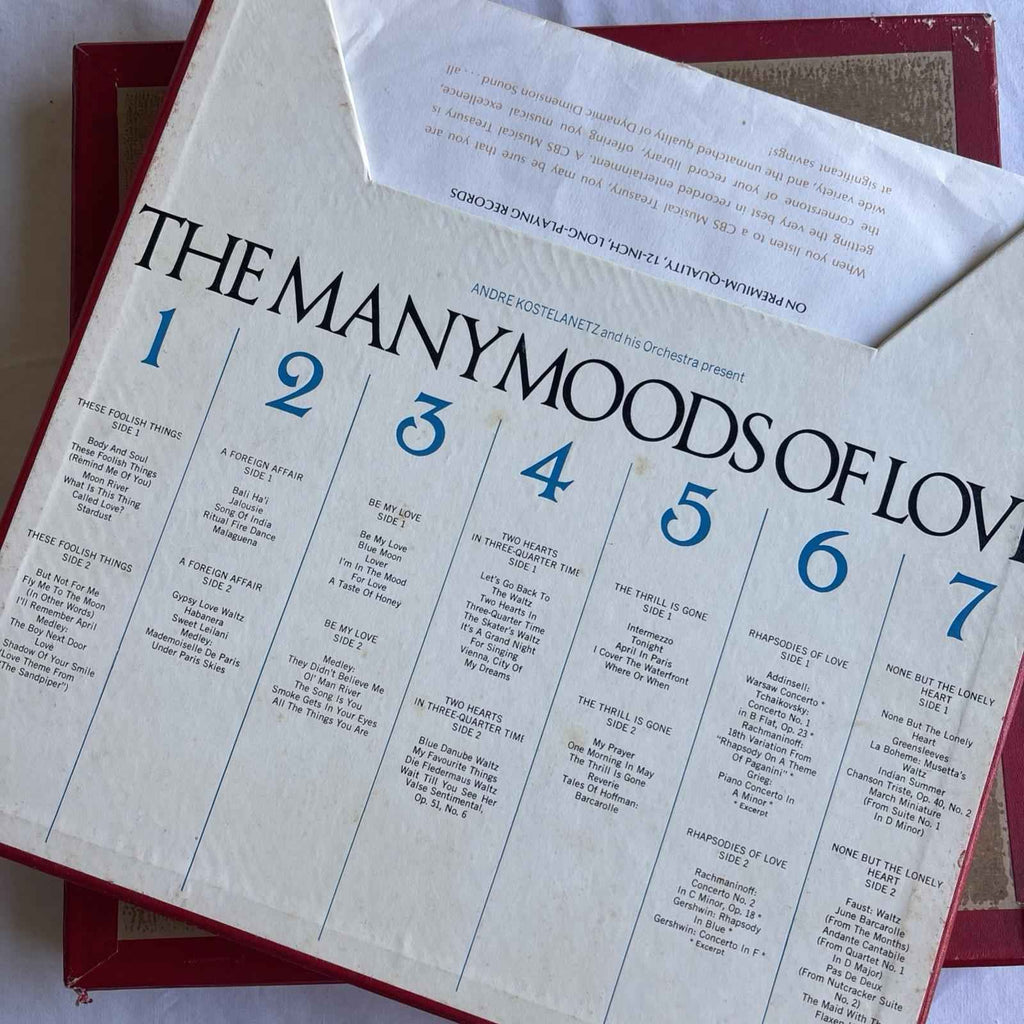 ON PREMIUM-QUALITY, 12-INCH, LONG-PLAYING RECORDS
When you listen to a CBS Musical Treasury, you may be sure that you are
getting the very best in recorded entertainment. A CBS Musical Treasury is
the cornerstone of your record library, offering you musical excellence,
wide variety, and the unmatched quality of Dynamic Dimension Sound ... all
at significant savings!
ANDRE KOSTELANETZ and his Orchestra present
THE MANY MOODS OF LOV
1
THESE FOOLISH THINGS
SIDE 1
Body And Soul
These Foolish Things
(Remind Me Of You)
Moon River
What Is This Thing
Called Love?
Stardust
THESE FOOLISH THINGS
SIDE 2
But Not For Me
Fly Me To The Moon
(In Other Words)
I'll Remember April
Medley:
The Boy Next Door
Love
Shadow Of Your Smile
(Love Theme From
"The Sandpiper")
2
A FOREIGN AFFAIR
SIDE 1
Bali Ha'i
Jalousie
Song Of India
Ritual Fire Dance
Malaguena
A FOREIGN AFFAIR
SIDE 2
Gypsy Love Waltz
Habanera
Sweet Leilani
Medley:
Mademoiselle De Paris
Under Paris Skies
3
BE MY LOVE
SIDE 1
Be My Love
Blue Moon
Lover
I'm In The Mood
For Love
A Taste Of Honey
BE MY LOVE
SIDE 2
Medley:
They Didn't Believe Me
Ol' Man River
The Song Is You
Smoke Gets In Your Eyes
All The Things You Are
4
TWO HEARTS
IN THREE-QUARTER TIME
SIDE 1
Let's Go Back To
The Waltz
Two Hearts In
Three-Quarter Time
The Skater's Waltz
It's A Grand Night
For Singing
Vienna, City Of
My Dreams
TWO HEARTS
IN THREE-QUARTER TIME
SIDE 2
Blue Danube Waltz
My Favourite Things
Die Fledermaus Waltz
Wait Till You See Her
Valse Sentimental,
Op. 51, No. 6
5
THE THRILL IS GONE
SIDE 1
Intermezzo
Tonight
April In Paris
I Cover The Waterfront
Where Or When
THE THRILL IS GONE
SIDE 2
My Prayer
One Morning In May
The Thrill Is Gone
Reverie
Tales Of Hoffman:
Barcarolle
6
RHAPSODIES OF LOVE
SIDE 1
Addinsell:
Warsaw Concerto *
Tchaikovsky:
Concerto No. 1
in B Flat, Op. 23 *
Rachmaninoff:
18th Variation From
"Rhapsody On A Theme
Of Paganini" *
Grieg:
Piano Concerto In
A Minor *
* Excerpt
RHAPSODIES OF LOVE
SIDE 2
Rachmaninoff:
Concerto No. 2
In C Minor, Op. 18 *
Gershwin: Rhapsody
In Blue *
Gershwin: Concerto In F *
* Excerpt
7
NONE BUT THE LONELY
HEART
SIDE 1
None But The Lonely
Heart
Greensleeves
La Boheme: Musetta's
Waltz
Indian Summer
Chanson Triste, Op. 40, No. 2
March Miniature
(From Suite No. 1
In D Minor)
NONE BUT THE LONELY
HEART
SIDE 2
Faust: Waltz
June Barcarolle
(From The Months)
Andante Cantabile
(From Quartet No. 1
In D Major)
Pas De Deux
(From Nutcracker Suite
No. 2)
The Maid With
Flaxen